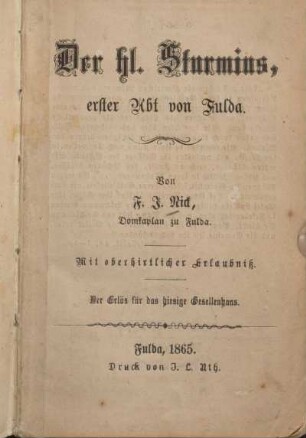 Der hl. Sturmius,
erster Abt von Fulda.
Von
F. J. Nick,
Domkaplan zu Fulda.
Mit oberhirtlicher Erlaubniß.
Der Erlös für das hiesige Gesellenhaus.
Fulda, 1865.
Druck von J. L. Uth.